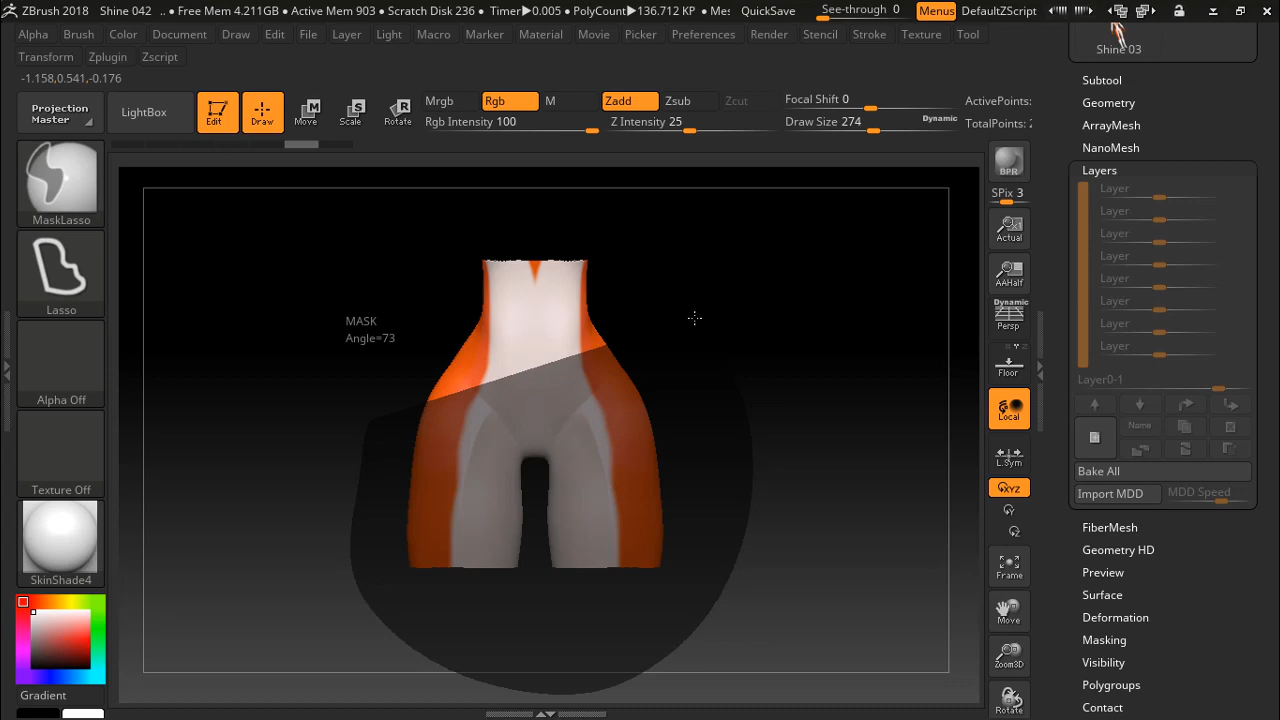 ZBrush 2018   Shine 042   .. ● Free Mem 4.211GB ● Active Mem 903 ● Scratch Disk 236 ● Timer▶0.005 ● PolyCount▶136.712 KP ● Me:   QuickSave   See-through 0   Menus   DefaultZScript
Alpha   Brush   Color   Document   Draw   Edit   File   Layer   Light   Macro   Marker   Material   Movie   Picker   Preferences   Render   Stencil   Stroke   Texture   Tool
Transform   Zplugin   Zscript
-1.158,0.541,-0.176
Projection Master
LightBox
Edit
Draw
Move
Scale
Rotate
Mrgb   Rgb   M   Zadd   Zsub   Zcut
Rgb Intensity 100   Z Intensity 25
Focal Shift 0
Draw Size 274   Dynamic
ActivePoints:
TotalPoints: 2
MaskLasso
Lasso
Alpha Off
Texture Off
SkinShade4
Gradient
MASK
Angle=73
BPR
SPix 3
Actual
AAHalf
Dynamic
Persp
Floor
Local
L.Sym
XYZ
Y
Z
Frame
Move
Zoom3D
Rotate
Shine 03
Subtool
Geometry
ArrayMesh
NanoMesh
Layers
Layer
Layer
Layer
Layer
Layer
Layer
Layer
Layer
Layer0-1
Name
Bake All
Import MDD   MDD Speed
FiberMesh
Geometry HD
Preview
Surface
Deformation
Masking
Visibility
Polygroups
Contact